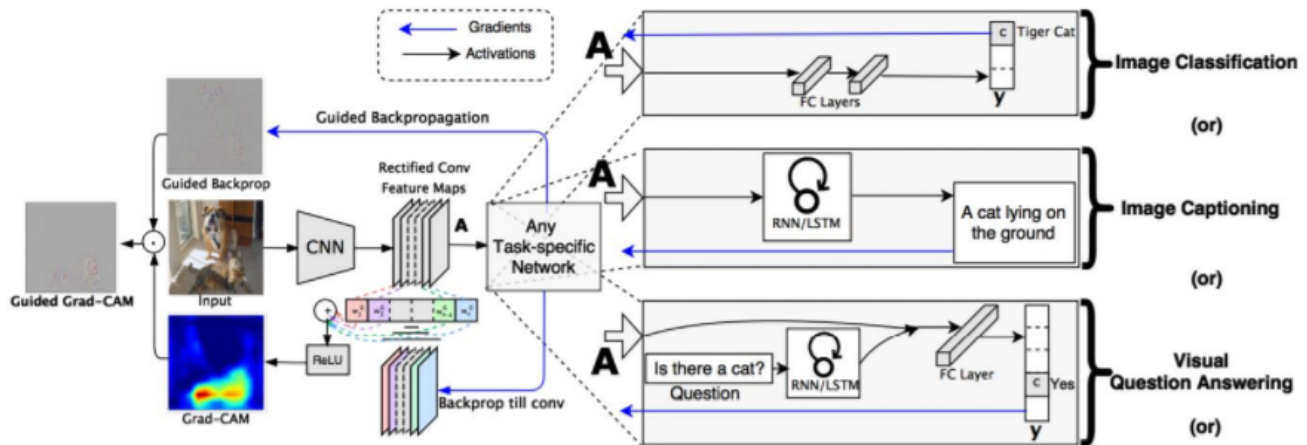 Gradients
Activations
Guided Backpropagation
Guided Backprop
Rectified Conv
Feature Maps
A
CNN
Any
Task-specific
Network
Input
Guided Grad-CAM
ReLU
Grad-CAM
Backprop till conv
A
FC Layers
c
Tiger Cat
y
Image Classification
(or)
A
RNN/LSTM
A cat lying on
the ground
Image Captioning
(or)
A
Is there a cat?
Question
RNN/LSTM
FC Layer
c
Yes
y
Visual
Question Answering
(or)